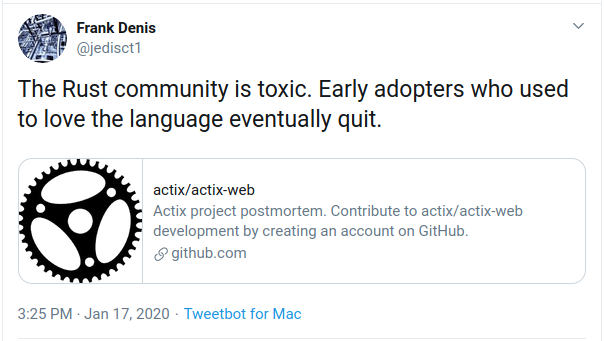 Frank Denis
@jedisct1
The Rust community is toxic. Early adopters who used
to love the language eventually quit.
actix/actix-web
Actix project postmortem. Contribute to actix/actix-web
development by creating an account on GitHub.
github.com
3:25 PM · Jan 17, 2020 · Tweetbot for Mac